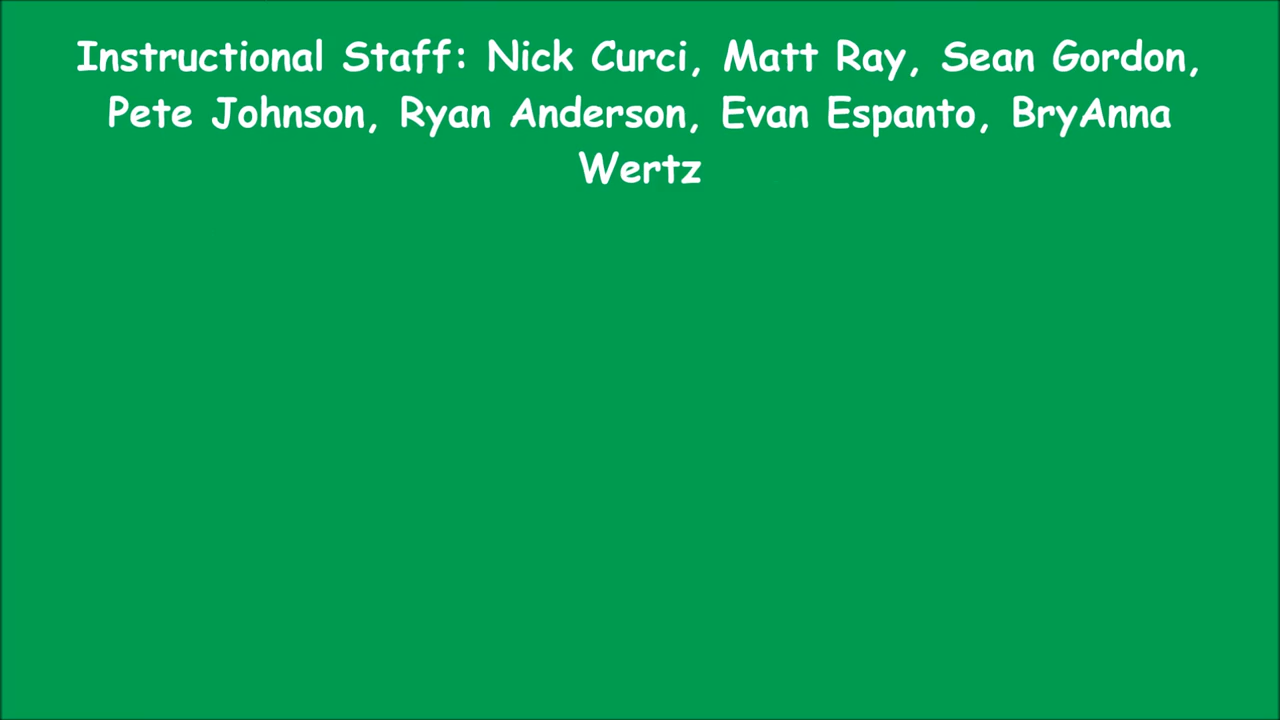 Instructional Staff: Nick Curci, Matt Ray, Sean Gordon,
Pete Johnson, Ryan Anderson, Evan Espanto, BryAnna
Wertz